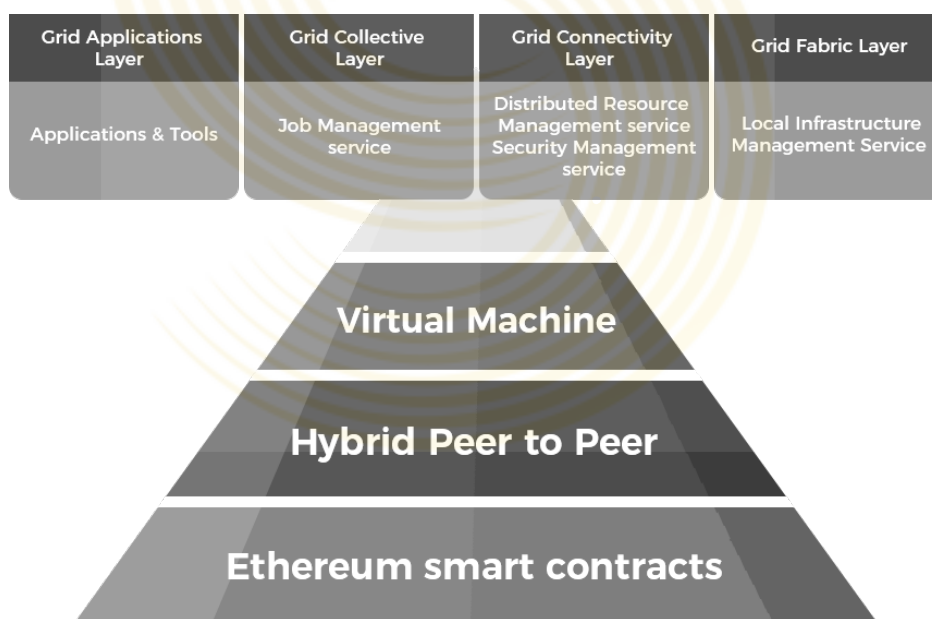 Grid Applications
Layer
Applications & Tools
Grid Collective
Layer
Job Management
service
Grid Connectivity
Layer
Distributed Resource
Management service
Security Management
service
Grid Fabric Layer
Local Infrastructure
Management Service
Virtual Machine
Hybrid Peer to Peer
Ethereum smart contracts